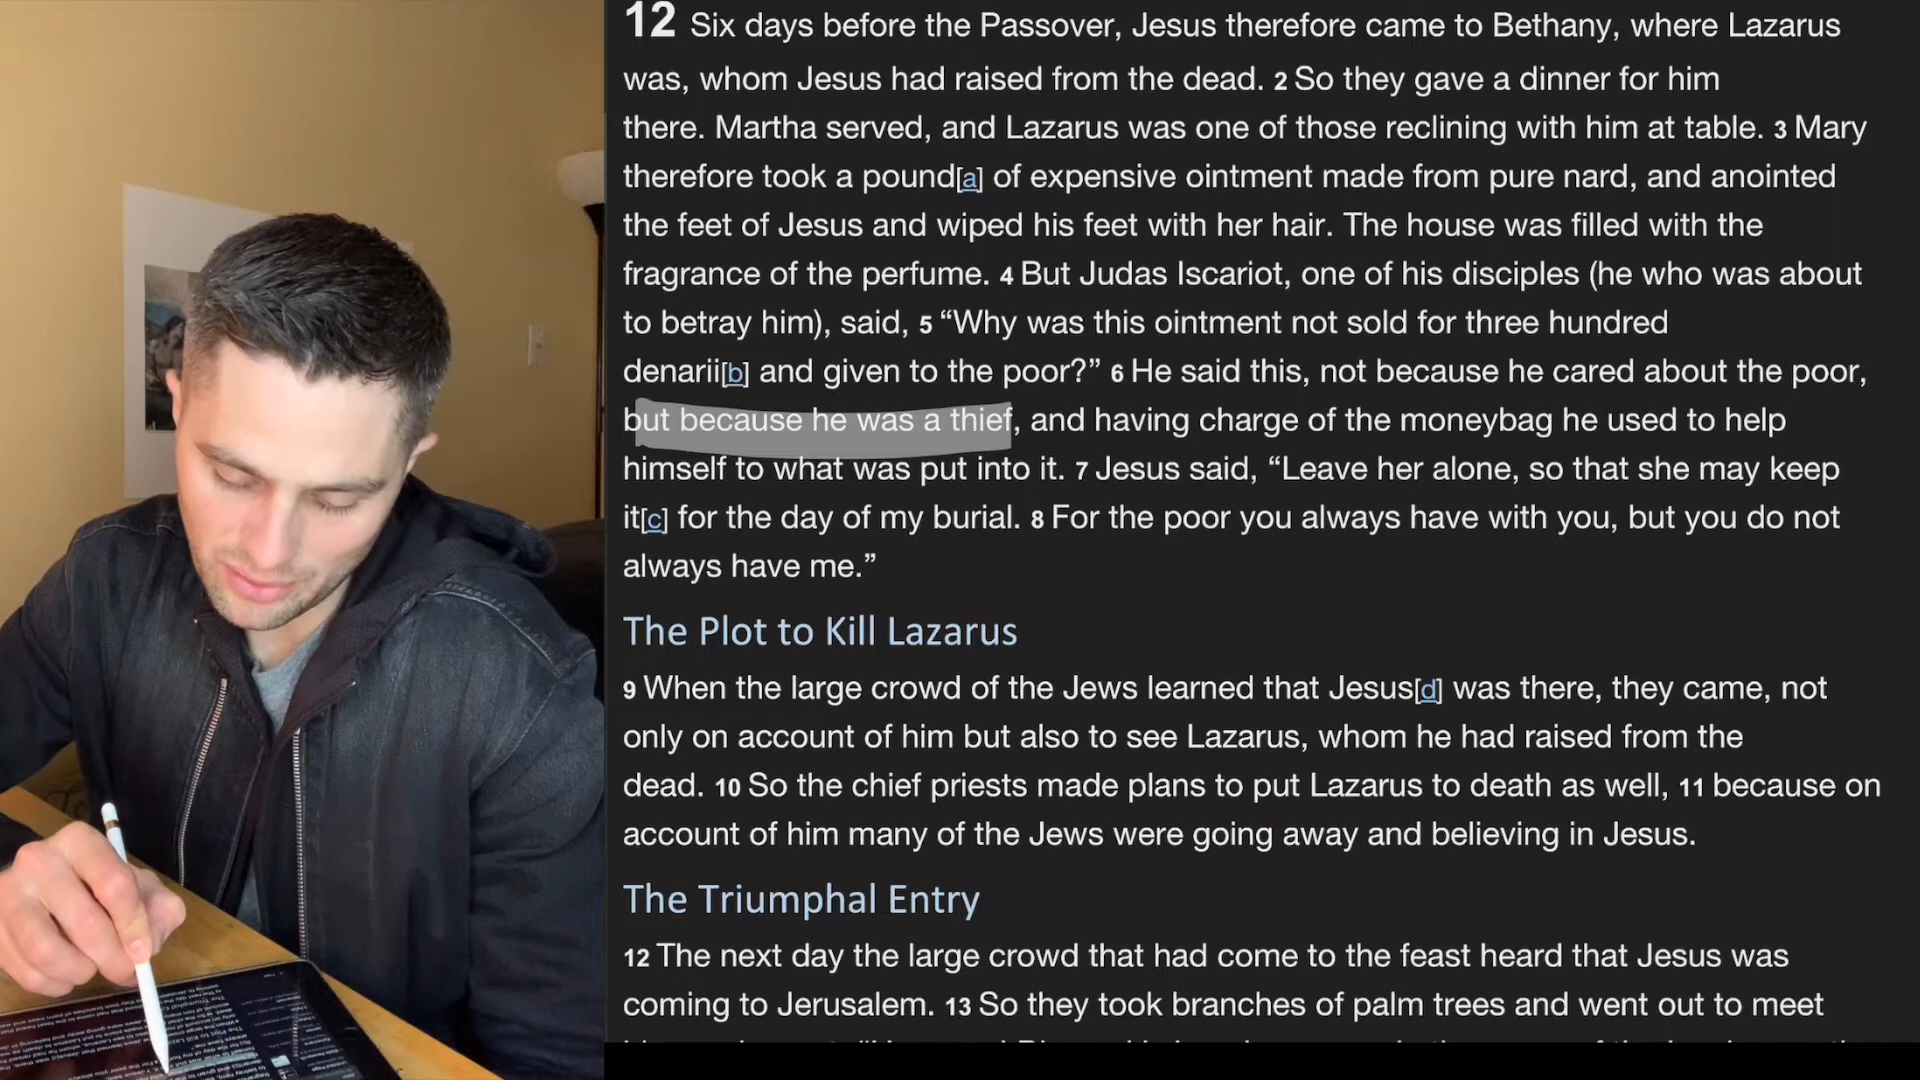 12 Six days before the Passover, Jesus therefore came to Bethany, where Lazarus
was, whom Jesus had raised from the dead. 2 So they gave a dinner for him
there. Martha served, and Lazarus was one of those reclining with him at table. 3 Mary
therefore took a pound[a] of expensive ointment made from pure nard, and anointed
the feet of Jesus and wiped his feet with her hair. The house was filled with the
fragrance of the perfume. 4 But Judas Iscariot, one of his disciples (he who was about
to betray him), said, 5 “Why was this ointment not sold for three hundred
denarii[b] and given to the poor?” 6 He said this, not because he cared about the poor,
but because he was a thief, and having charge of the moneybag he used to help
himself to what was put into it. 7 Jesus said, “Leave her alone, so that she may keep
it[c] for the day of my burial. 8 For the poor you always have with you, but you do not
always have me.”
The Plot to Kill Lazarus
9 When the large crowd of the Jews learned that Jesus[d] was there, they came, not
only on account of him but also to see Lazarus, whom he had raised from the
dead. 10 So the chief priests made plans to put Lazarus to death as well, 11 because on
account of him many of the Jews were going away and believing in Jesus.
The Triumphal Entry
12 The next day the large crowd that had come to the feast heard that Jesus was
coming to Jerusalem. 13 So they took branches of palm trees and went out to meet